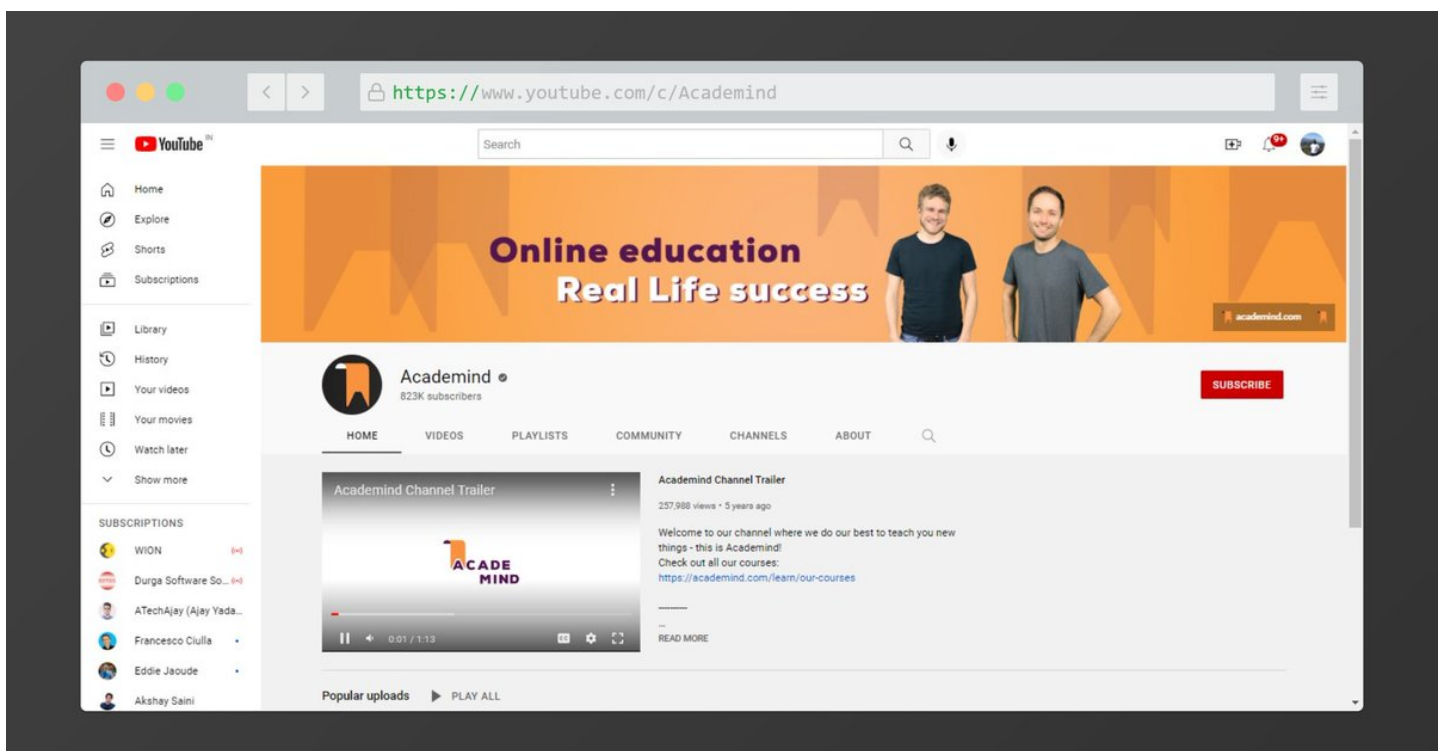 https://www.youtube.com/c/Academind
YouTube IN
Search
9+
Home
Explore
Shorts
Subscriptions
Library
History
Your videos
Your movies
Watch later
Show more
SUBSCRIPTIONS
WION
Durga Software So...
ATechAjay (Ajay Yada...
Francesco Ciulla
Eddie Jaoude
Akshay Saini
Online education
Real Life success
academind.com
Academind
823K subscribers
SUBSCRIBE
HOME VIDEOS PLAYLISTS COMMUNITY CHANNELS ABOUT
Academind Channel Trailer
ACADE
MIND
0:01 / 1:13
Academind Channel Trailer
257,988 views • 5 years ago
Welcome to our channel where we do our best to teach you new
things - this is Academind!
Check out all our courses:
https://academind.com/learn/our-courses
----------
...
READ MORE
Popular uploads PLAY ALL